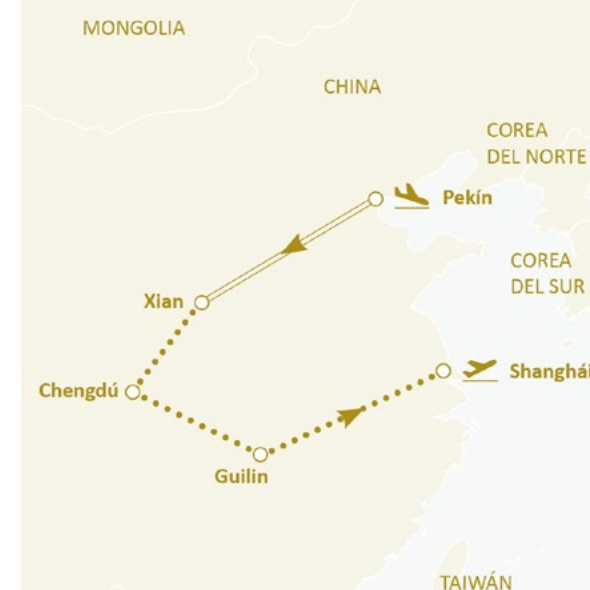 MONGOLIA
CHINA
COREA
DEL NORTE
Pekín
COREA
DEL SUR
Xian
Shanghái
Chengdú
Guilin
TAIWÁN